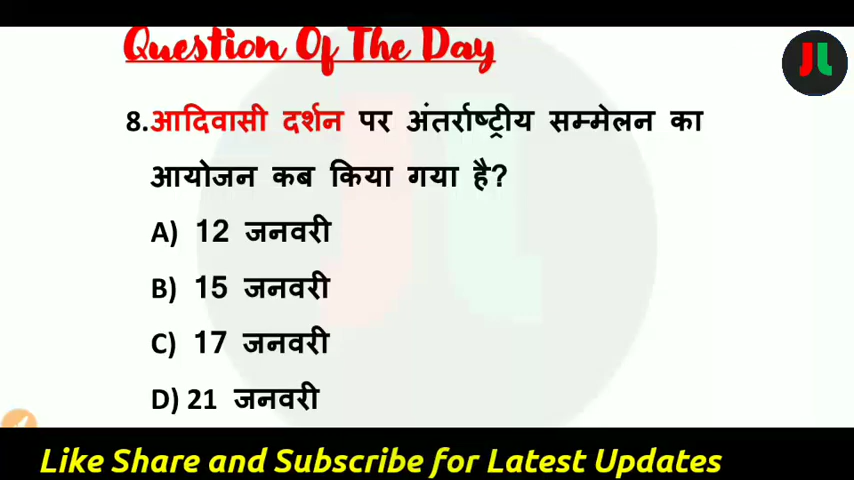 Question Of The Day
JL
8.आदिवासी दर्शन पर अंतर्राष्ट्रीय सम्मेलन का
आयोजन कब किया गया है?
A) 12 जनवरी
B) 15 जनवरी
C) 17 जनवरी
D) 21 जनवरी
Like Share and Subscribe for Latest Updates